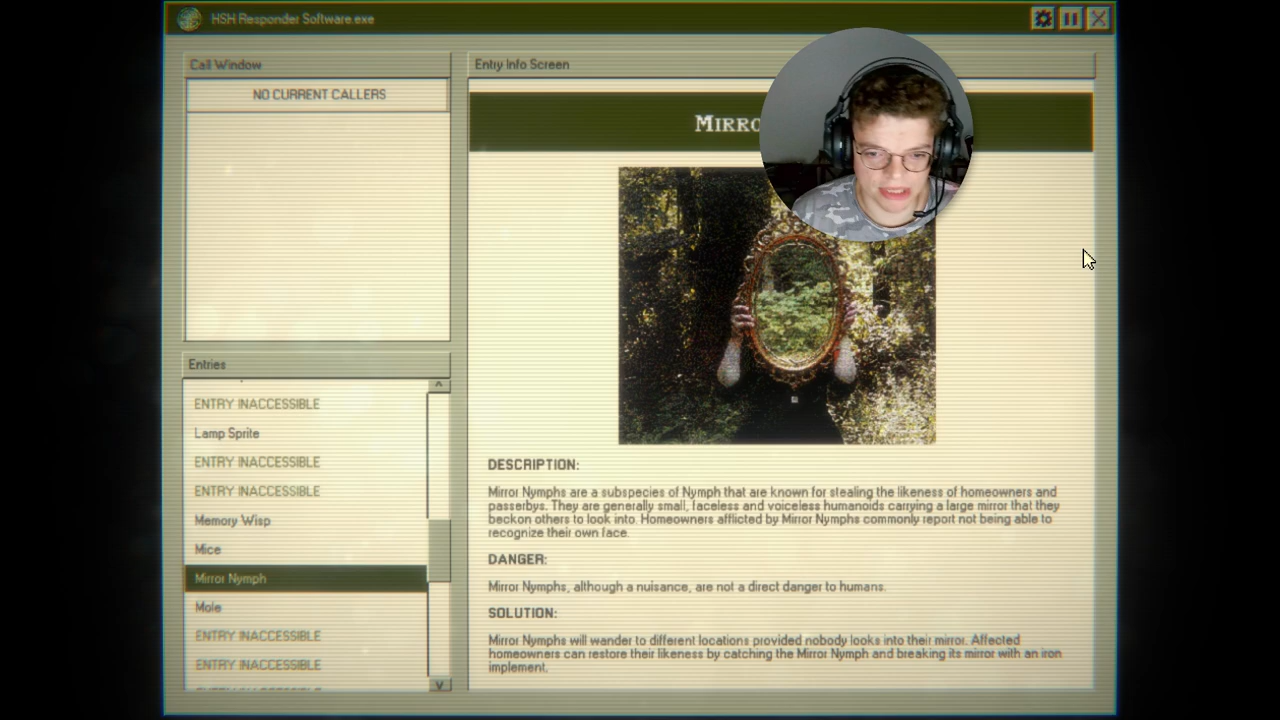 HSH Responder Software.exe
Call Window
NO CURRENT CALLERS
Entries
ENTRY INACCESSIBLE
Lamp Sprite
ENTRY INACCESSIBLE
ENTRY INACCESSIBLE
Memory Wisp
Mice
Mirror Nymph
Mole
ENTRY INACCESSIBLE
ENTRY INACCESSIBLE
Entry Info Screen
DESCRIPTION:
Mirror Nymphs are a subspecies of Nymph that are known for stealing the likeness of homeowners and
passerbys. They are generally small, faceless and voiceless humanoids carrying a large mirror that they
beckon others to look into. Homeowners afflicted by Mirror Nymphs commonly report not being able to
recognize their own face.
DANGER:
Mirror Nymphs, although a nuisance, are not a direct danger to humans.
SOLUTION:
Mirror Nymphs will wander to different locations provided nobody looks into their mirror. Affected
homeowners can restore their likeness by catching the Mirror Nymph and breaking its mirror with an iron
implement.